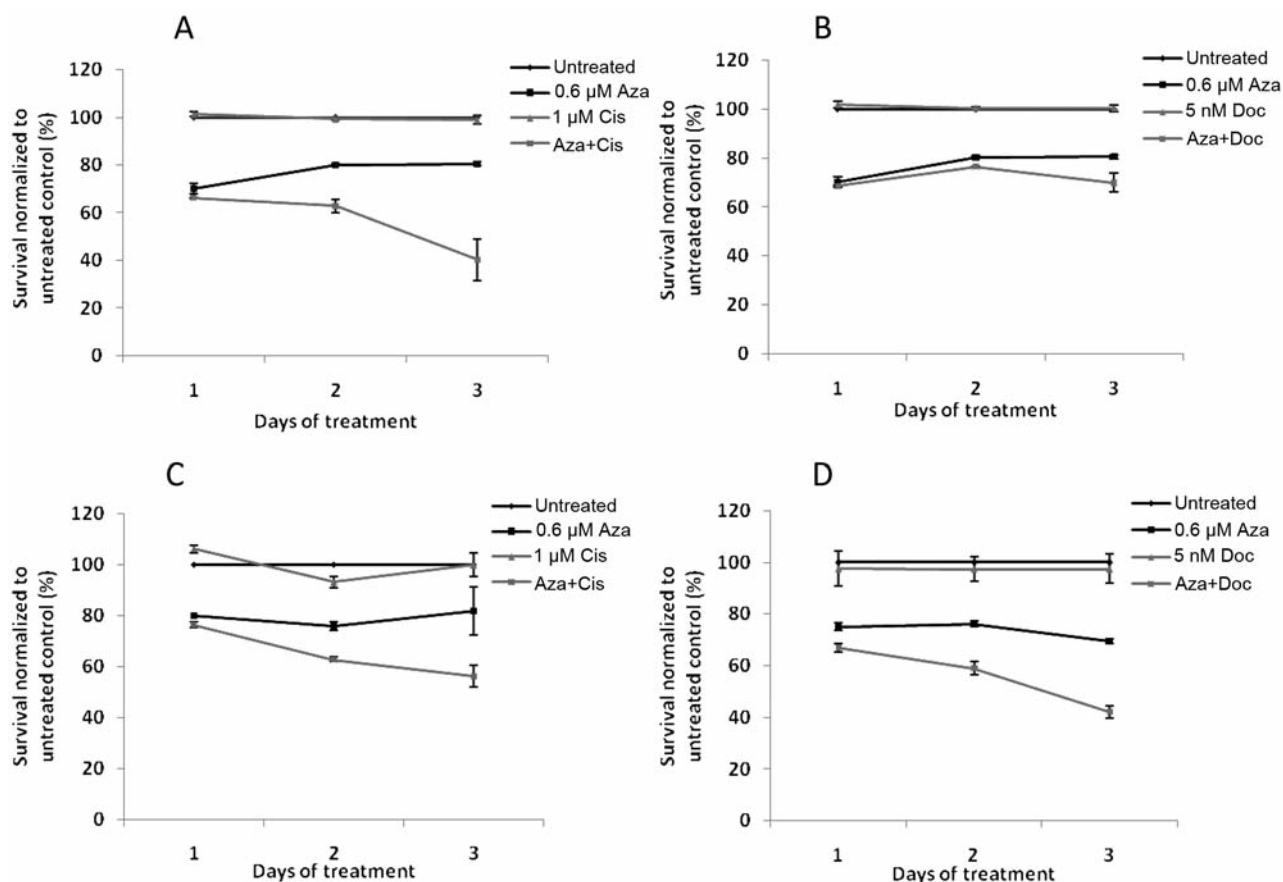 A
Survival normalized to
untreated control (%)
120
100
80
60
40
20
0
1 2 3
Days of treatment
Untreated
0.6 µM Aza
1 µM Cis
Aza+Cis
B
Survival normalized to
untreated control (%)
120
100
80
60
40
20
0
1 2 3
Days of treatment
Untreated
0.6 µM Aza
5 nM Doc
Aza+Doc
C
Survival normalized to
untreated control (%)
120
100
80
60
40
20
0
1 2 3
Days of treatment
Untreated
0.6 µM Aza
1 µM Cis
Aza+Cis
D
Survival normalized to
untreated control (%)
120
100
80
60
40
20
0
1 2 3
Days of treatment
Untreated
0.6 µM Aza
5 nM Doc
Aza+Doc